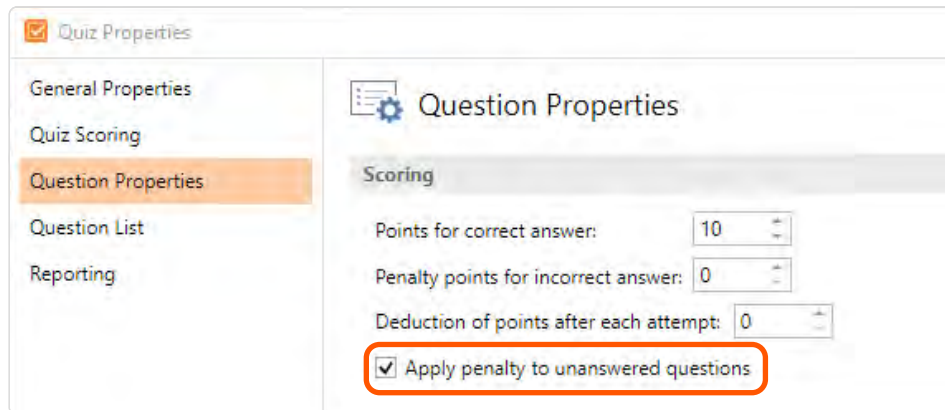 Quiz Properties
General Properties
Quiz Scoring
Question Properties
Question List
Reporting
Question Properties
Scoring
Points for correct answer: 10
Penalty points for incorrect answer: 0
Deduction of points after each attempt: 0
Apply penalty to unanswered questions